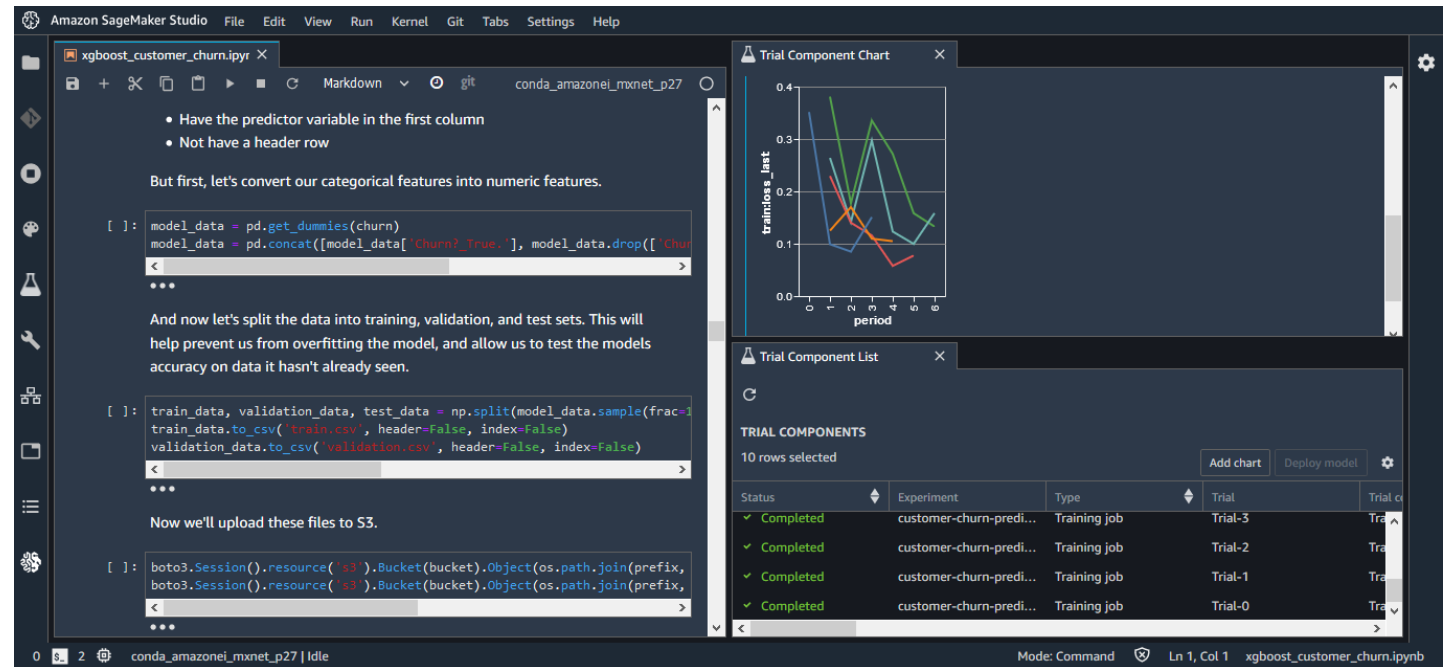 Amazon SageMaker Studio File Edit View Run Kernel Git Tabs Settings Help
xgboost_customer_churn.ipyr
Markdown git conda_amazonei_mxnet_p27
• Have the predictor variable in the first column
• Not have a header row
But first, let's convert our categorical features into numeric features.
[ ]: model_data = pd.get_dummies(churn)
model_data = pd.concat([model_data['Churn?_True.'], model_data.drop(['Chur
And now let's split the data into training, validation, and test sets. This will
help prevent us from overfitting the model, and allow us to test the models
accuracy on data it hasn't already seen.
[ ]: train_data, validation_data, test_data = np.split(model_data.sample(frac=1
train_data.to_csv('train.csv', header=False, index=False)
validation_data.to_csv('validation.csv', header=False, index=False)
Now we'll upload these files to S3.
[ ]: boto3.Session().resource('s3').Bucket(bucket).Object(os.path.join(prefix,
boto3.Session().resource('s3').Bucket(bucket).Object(os.path.join(prefix,
Trial Component Chart
0.4
0.3
0.2
0.1
0.0
train:loss_last
0 1 2 3 4 5 6
period
Trial Component List
TRIAL COMPONENTS
10 rows selected
Add chart Deploy model
Status Experiment Type Trial Trial co
Completed customer-churn-predi... Training job Trial-3 Tra
Completed customer-churn-predi... Training job Trial-2 Tra
Completed customer-churn-predi... Training job Trial-1 Tra
Completed customer-churn-predi... Training job Trial-0 Tra
0 $_ 2 conda_amazonei_mxnet_p27 | Idle Mode: Command Ln 1, Col 1 xgboost_customer_churn.ipynb